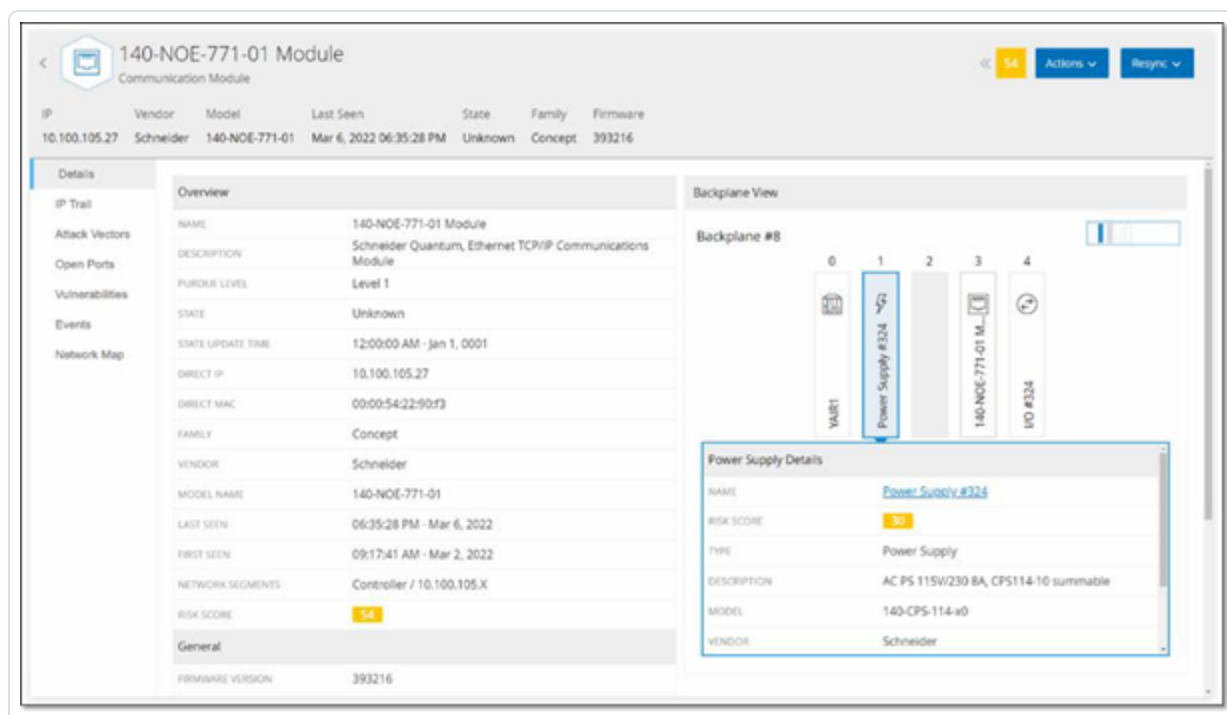 140-NOE-771-01 Module
Communication Module
54
Actions
Resync
IP Vendor Model Last Seen State Family Firmware
10.100.105.27 Schneider 140-NOE-771-01 Mar 6, 2022 06:35:28 PM Unknown Concept 393216
Details
IP Trail
Attack Vectors
Open Ports
Vulnerabilities
Events
Network Map
Overview
NAME 140-NOE-771-01 Module
DESCRIPTION Schneider Quantum, Ethernet TCP/IP Communications
Module
PURDUE LEVEL Level 1
STATE Unknown
STATE UPDATE TIME 12:00:00 AM - Jan 1, 0001
DIRECT IP 10.100.105.27
DIRECT MAC 00:00:54:22:90:f3
FAMILY Concept
VENDOR Schneider
MODEL NAME 140-NOE-771-01
LAST SEEN 06:35:28 PM - Mar 6, 2022
FIRST SEEN 09:17:41 AM - Mar 2, 2022
NETWORK SEGMENTS Controller / 10.100.105.X
RISK SCORE 54
General
FIRMWARE VERSION 393216
Backplane View
Backplane #8
0 1 2 3 4
YAIR1
Power Supply #324
140-NOE-771-01 M...
I/O #324
Power Supply Details
NAME Power Supply #324
RISK SCORE 30
TYPE Power Supply
DESCRIPTION AC PS 115V/230 8A, CPS114-10 summable
MODEL 140-CPS-114-x0
VENDOR Schneider